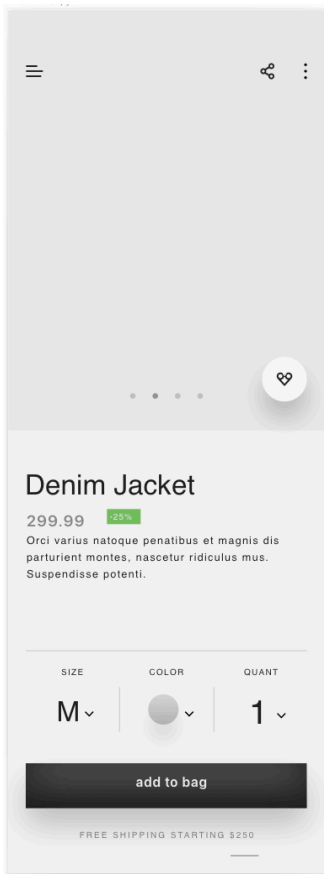 Denim Jacket
299.99 -25%
Orci varius natoque penatibus et magnis dis
parturient montes, nascetur ridiculus mus.
Suspendisse potenti.
SIZE COLOR QUANT
M 1
add to bag
FREE SHIPPING STARTING $250